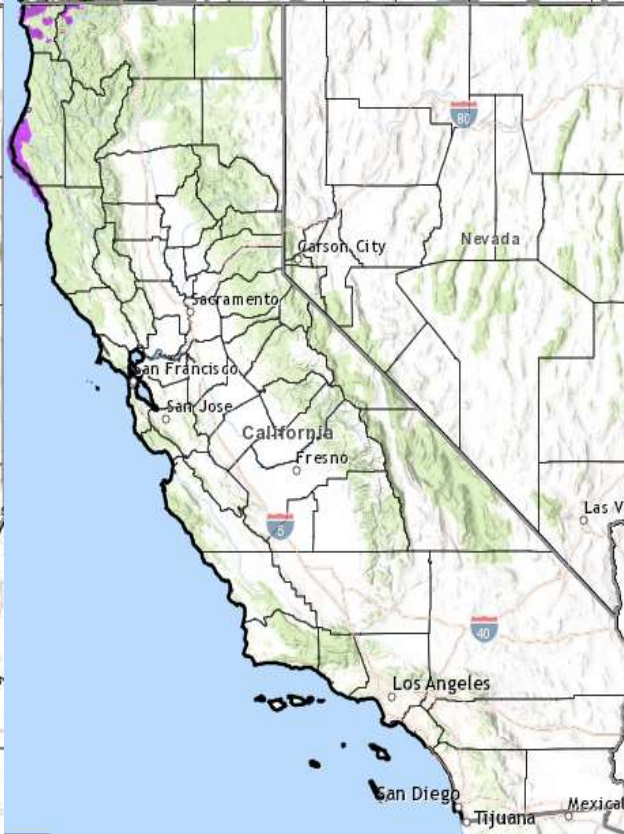 80
Carson City
Nevada
Sacramento
San Francisco
San Jose
California
Fresno
5
Las V
40
Los Angeles
San Diego
Tijuana
Mexical